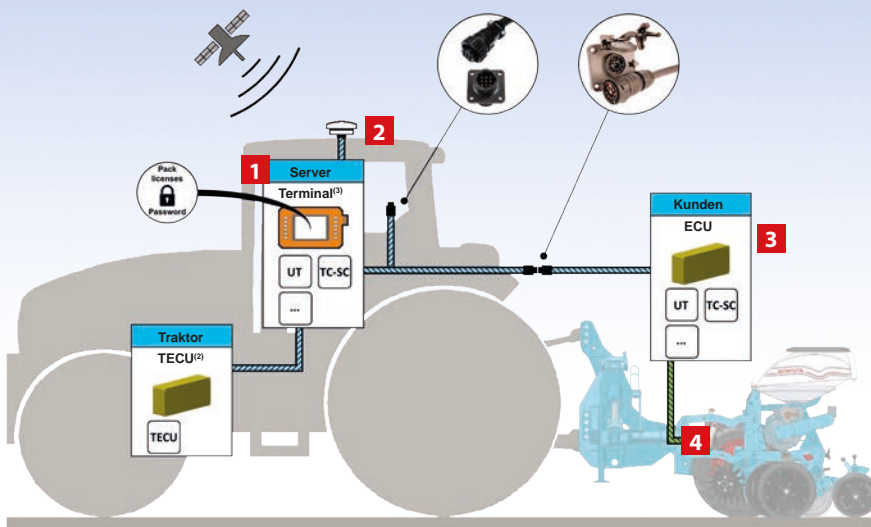 Pack
licenses
Password
1
2
Server
Terminal(3)
UT
TC-SC
...
Traktor
TECU(2)
TECU
Kunden
ECU
3
UT
TC-SC
...
4